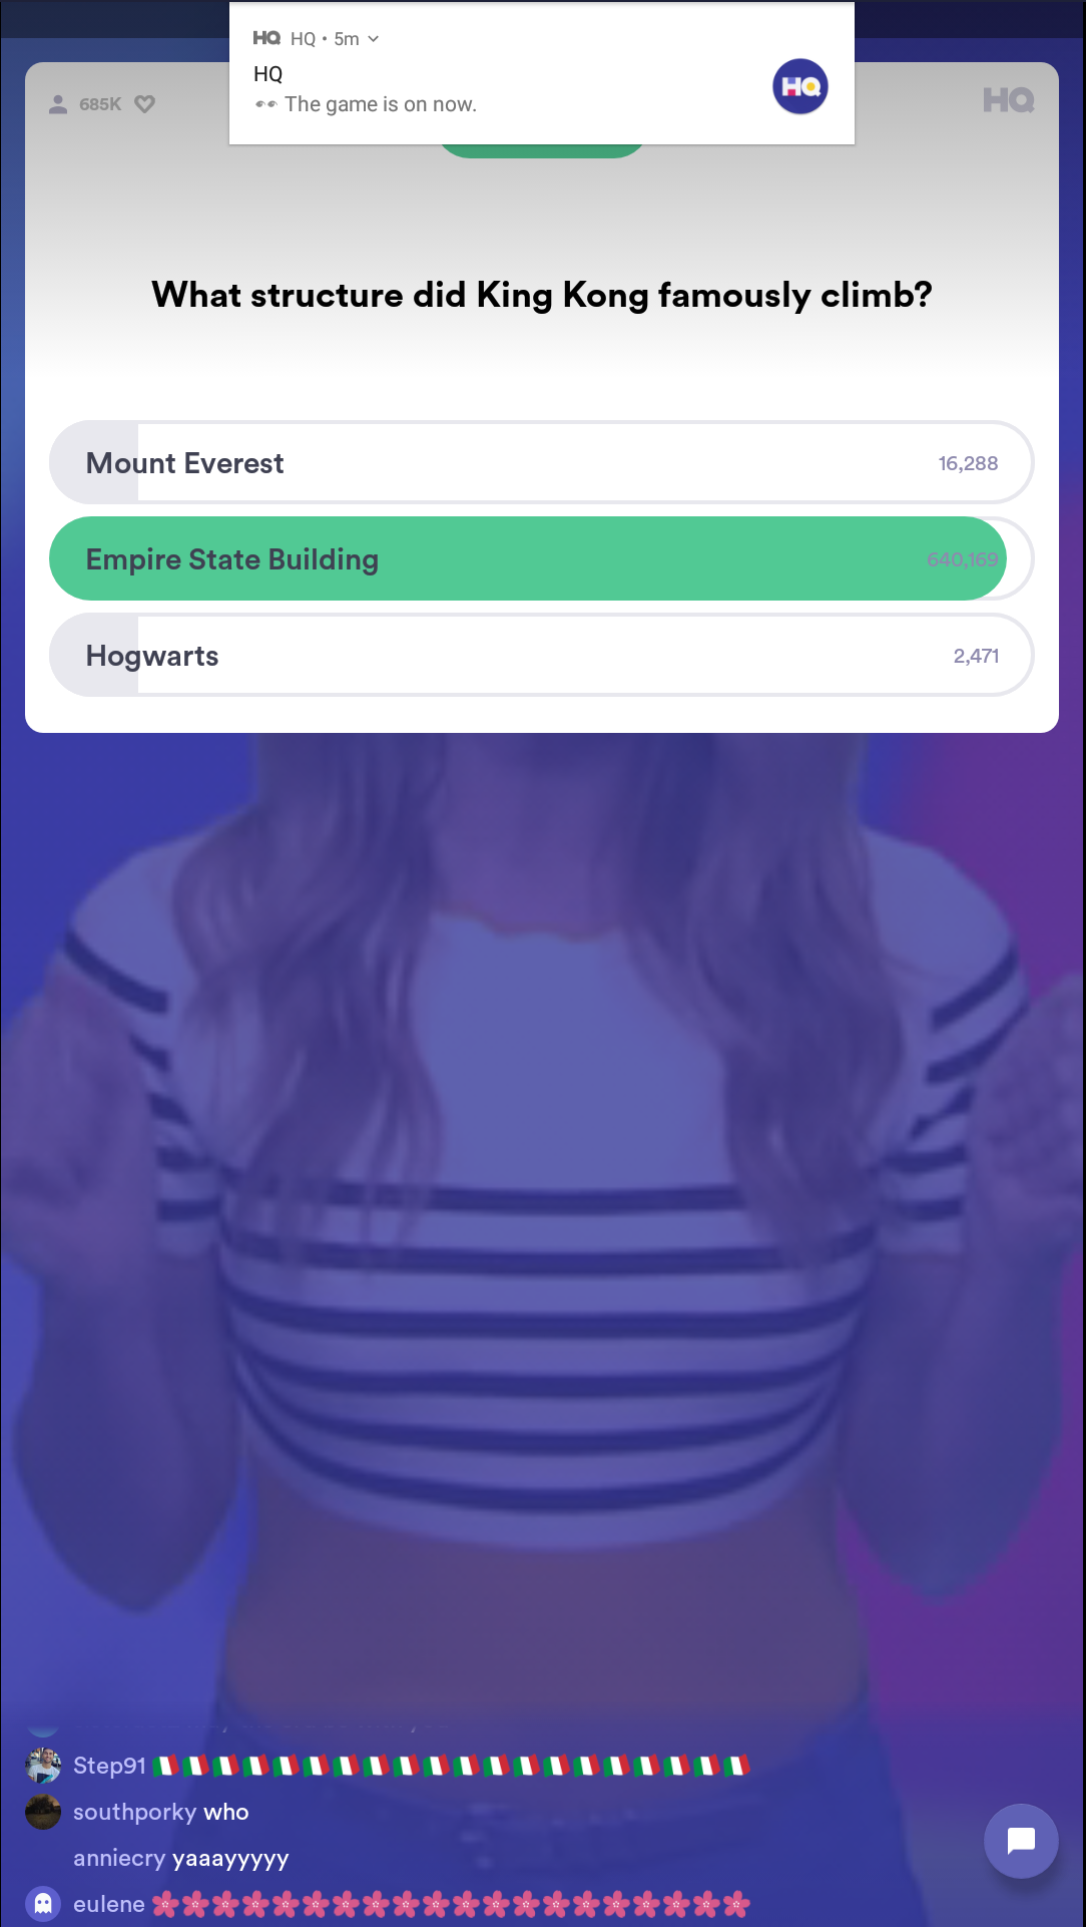 HQ HQ • 5m
HQ
👀 The game is on now.
HQ
685K
HQ
What structure did King Kong famously climb?
Mount Everest 16,288
Empire State Building 640,169
Hogwarts 2,471
Step91 🇮🇹🇮🇹🇮🇹🇮🇹🇮🇹🇮🇹🇮🇹🇮🇹🇮🇹🇮🇹🇮🇹🇮🇹🇮🇹🇮🇹🇮🇹🇮🇹🇮🇹🇮🇹🇮🇹🇮🇹
southporky who
anniecry yaaayyyyy
eulene 🌸🌸🌸🌸🌸🌸🌸🌸🌸🌸🌸🌸🌸🌸🌸🌸🌸🌸🌸🌸